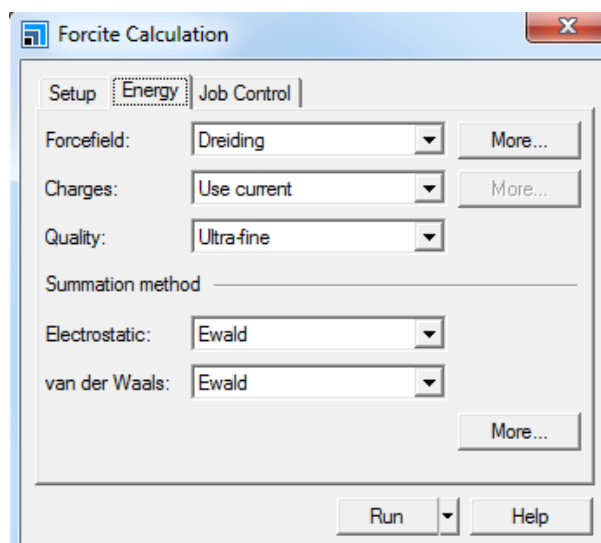 Forcite Calculation
Setup Energy Job Control
Forcefield: Dreiding More...
Charges: Use current More...
Quality: Ultra-fine
Summation method
Electrostatic: Ewald
van der Waals: Ewald
More...
Run Help